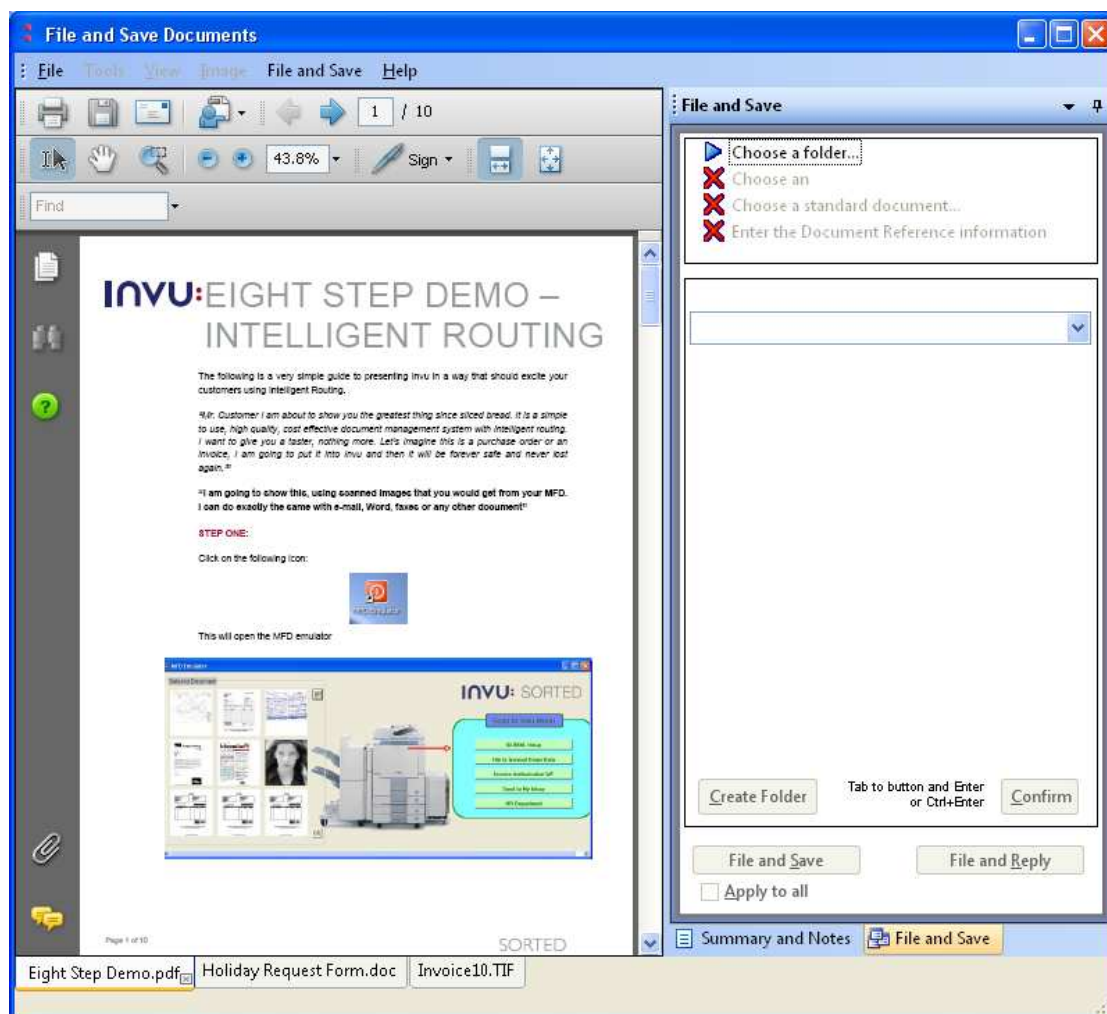 File and Save Documents
File Tools View Image File and Save Help
1 / 10
43.8% Sign
Find
INVU: EIGHT STEP DEMO –
INTELLIGENT ROUTING
The following is a very simple guide to presenting Invu in a way that should excite your
customers using Intelligent Routing.
“Mr. Customer I am about to show you the greatest thing since sliced bread. It is a simple
to use, high quality, cost effective document management system with intelligent routing.
I want to give you a taster, nothing more. Let's imagine this is a purchase order or an
invoice, I am going to put it into Invu and then it will be forever safe and never lost
again.”
“I am going to show this, using scanned images that you would get from your MFD.
I can do exactly the same with e-mail, Word, faxes or any other document”
STEP ONE:
Click on the following icon:
This will open the MFD emulator
INVU: SORTED
Page 1 of 10
SORTED
Eight Step Demo.pdf
Holiday Request Form.doc
Invoice10.TIF
File and Save
Choose a folder...
Choose an
Choose a standard document...
Enter the Document Reference information
Create Folder
Tab to button and Enter
or Ctrl+Enter
Confirm
File and Save
File and Reply
Apply to all
Summary and Notes
File and Save